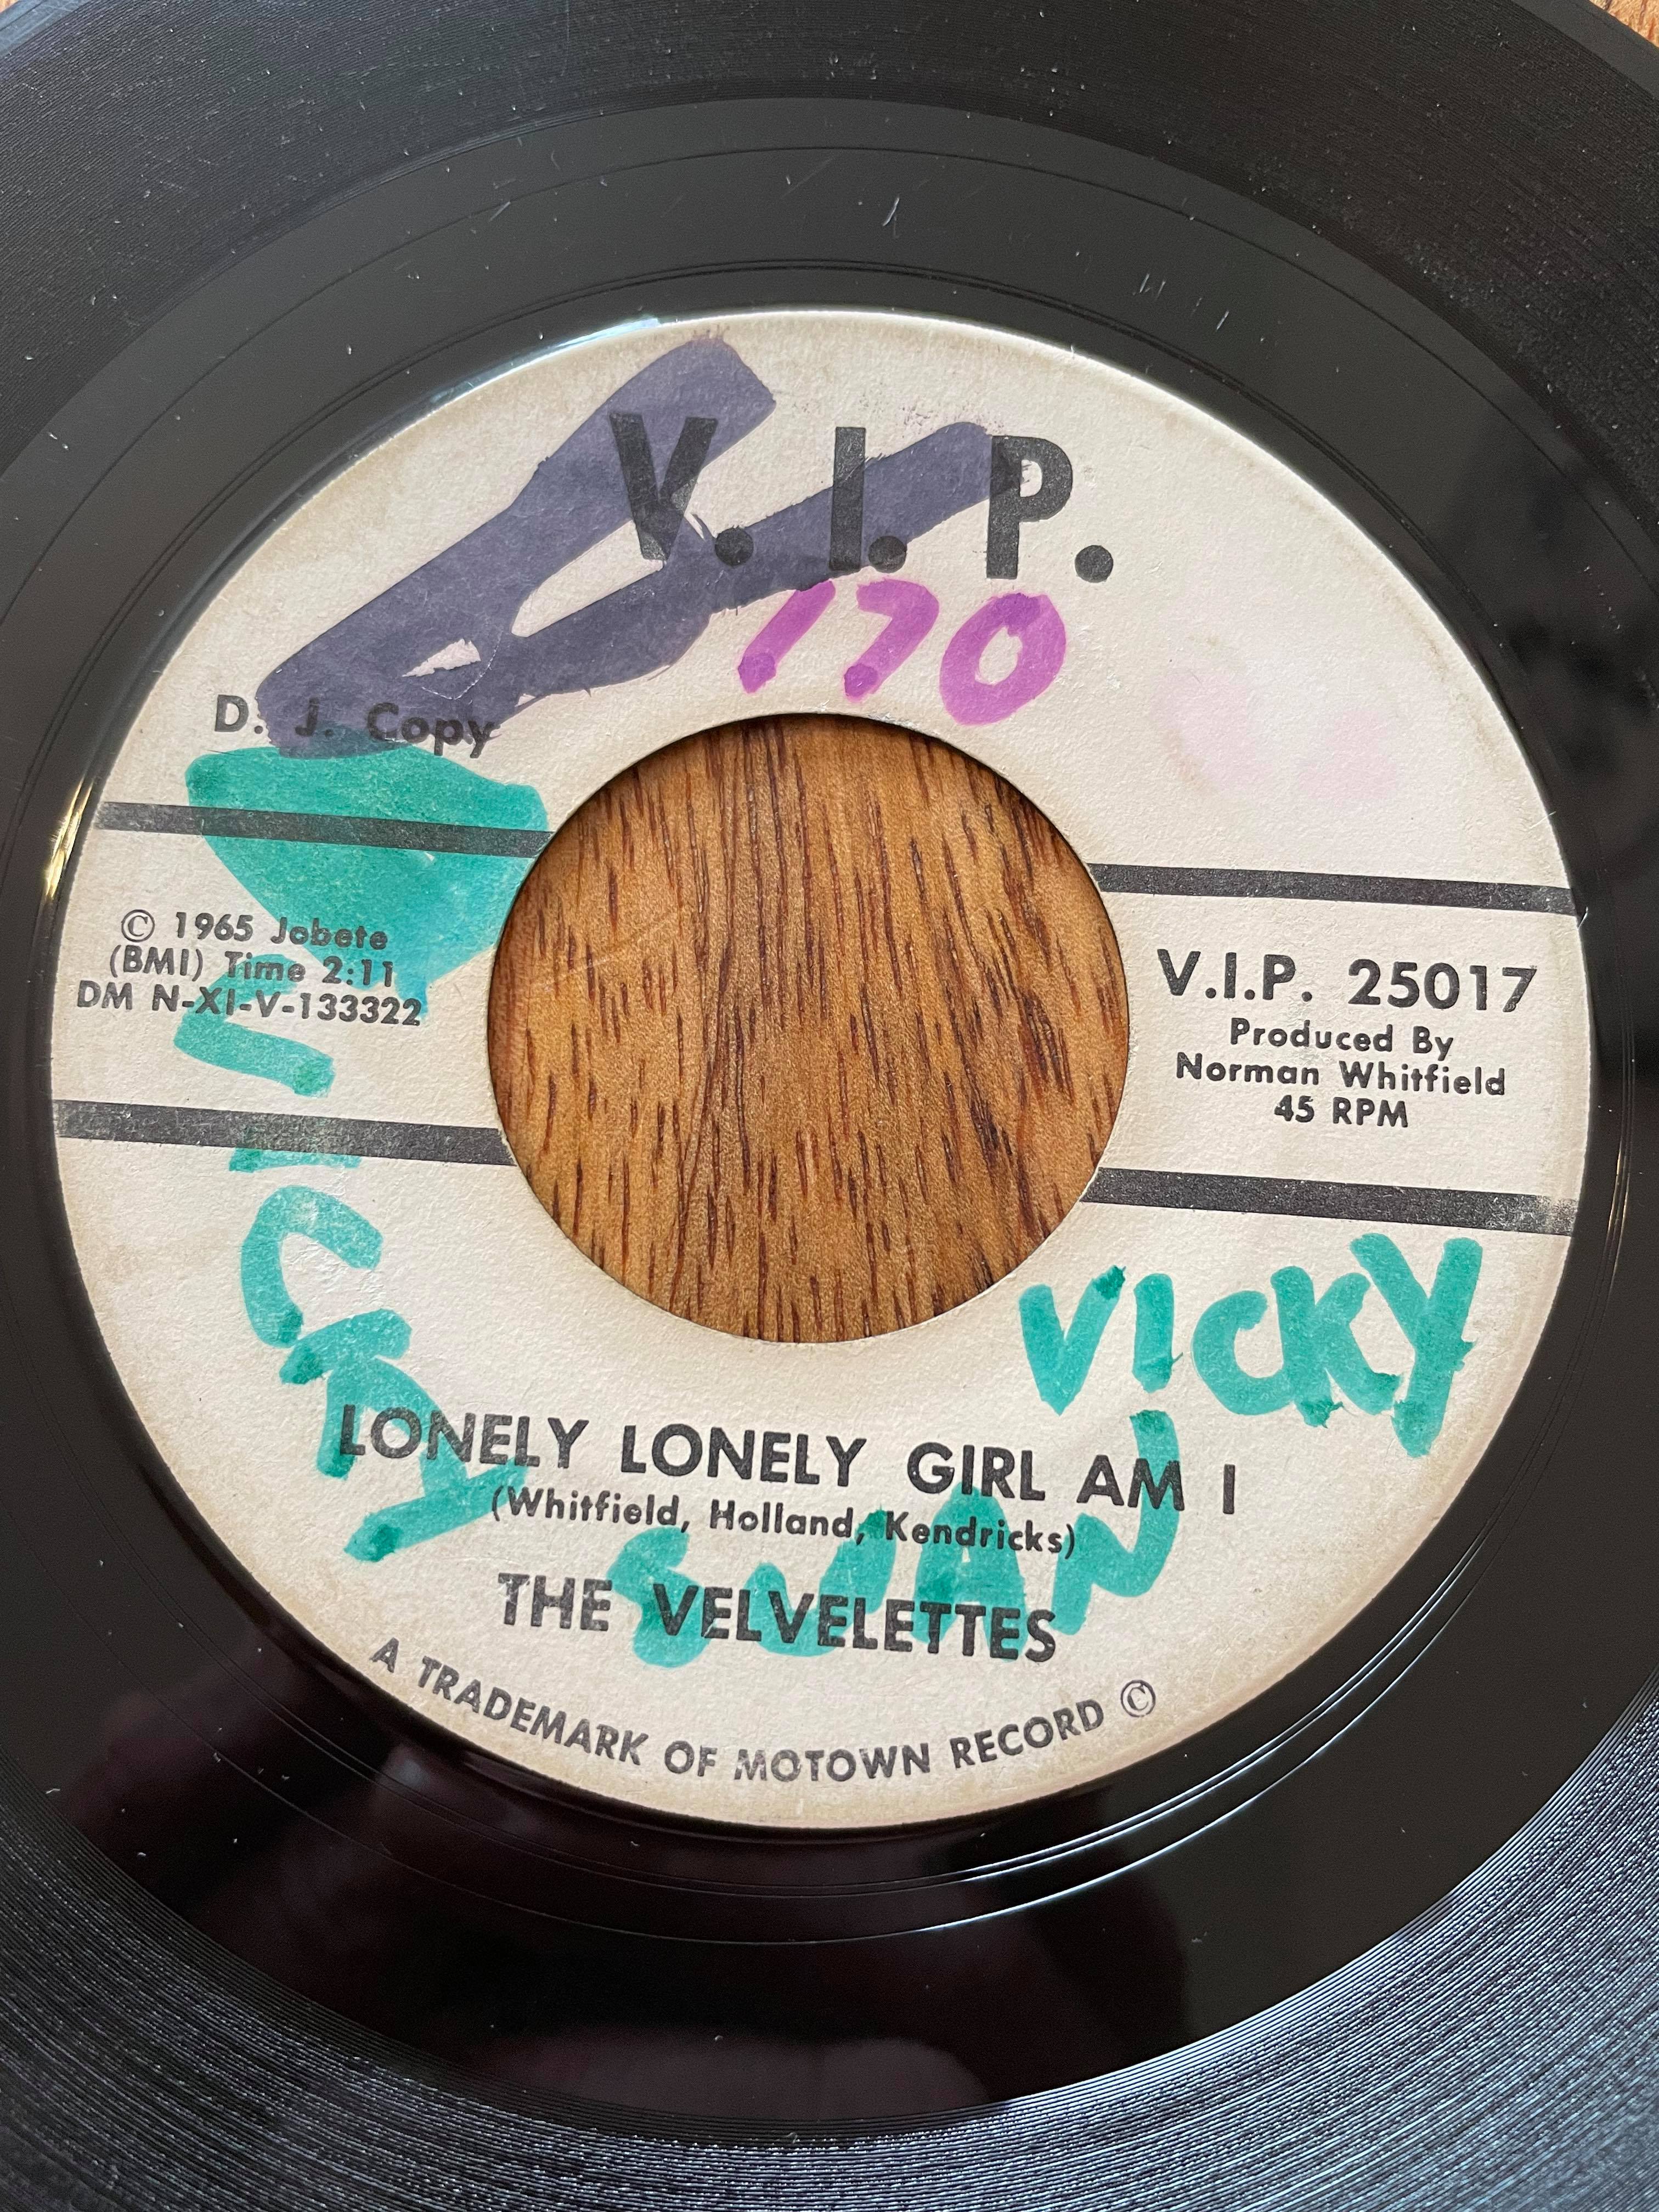 V.I.P.
170
D. J. Copy
© 1965 Jobete
(BMI) Time 2:11
DM N-XI-V-133322
V.I.P. 25017
Produced By
Norman Whitfield
45 RPM
VICKY
VICKY
LONELY LONELY GIRL AM I
(Whitfield, Holland, Kendricks)
THE VELVELETTES
A TRADEMARK OF MOTOWN RECORD ©